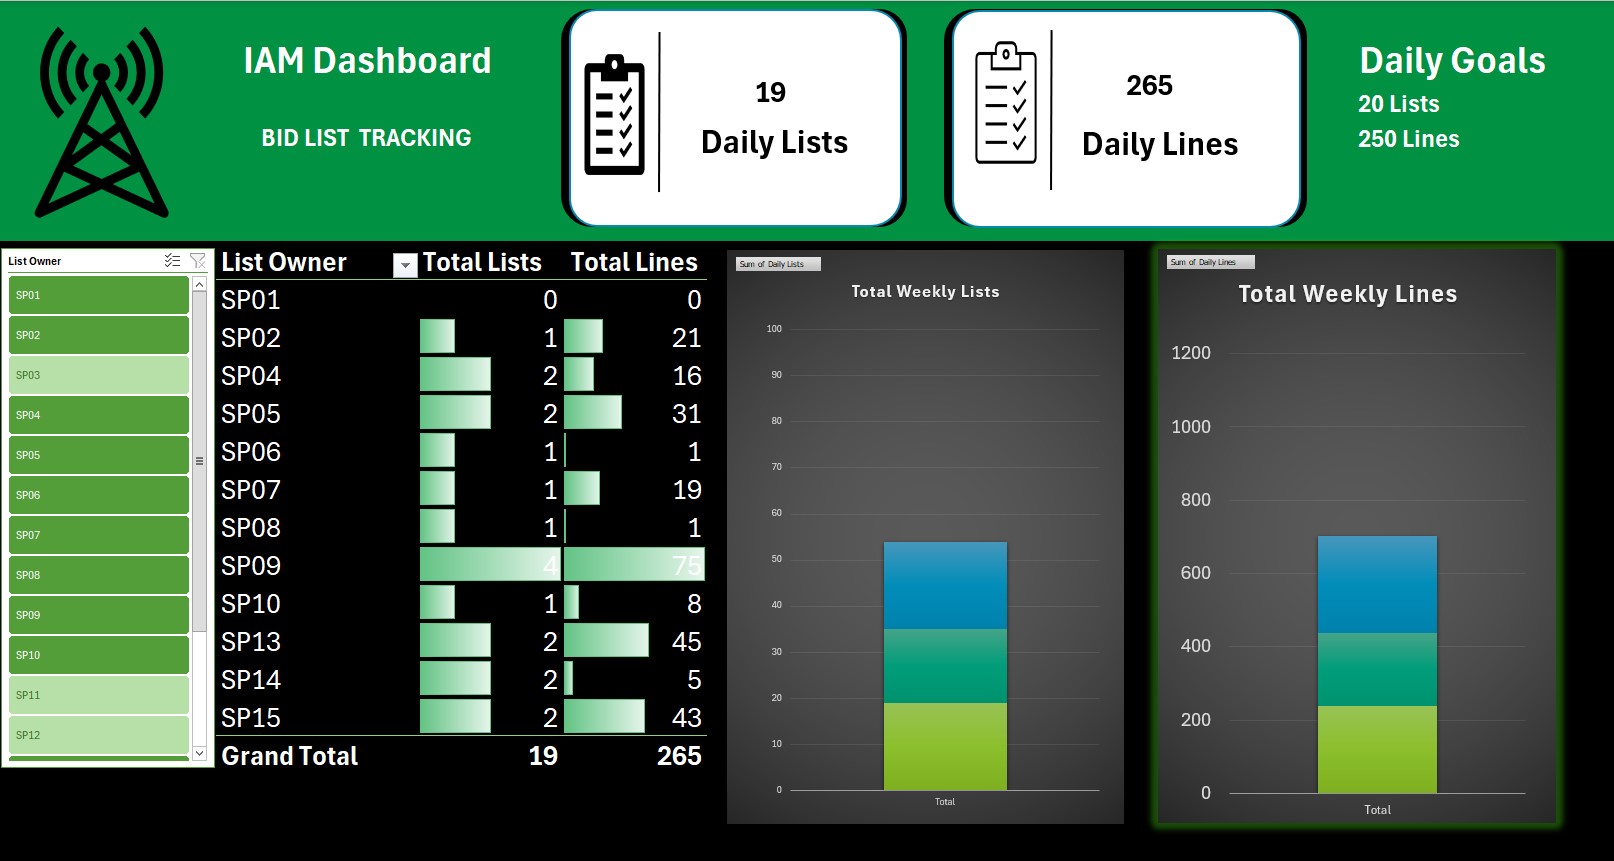 IAM Dashboard
BID LIST TRACKING
19
Daily Lists
265
Daily Lines
Daily Goals
20 Lists
250 Lines
List Owner
SP01
SP02
SP03
SP04
SP05
SP06
SP07
SP08
SP09
SP10
SP11
SP12
List Owner Total Lists Total Lines
SP01 0 0
SP02 1 21
SP04 2 16
SP05 2 31
SP06 1 1
SP07 1 19
SP08 1 1
SP09 4 75
SP10 1 8
SP13 2 45
SP14 2 5
SP15 2 43
Grand Total 19 265
Sum of Daily Lists
Total Weekly Lists
100
90
80
70
60
50
40
30
20
10
0
Total
Sum of Daily Lines
Total Weekly Lines
1200
1000
800
600
400
200
0
Total